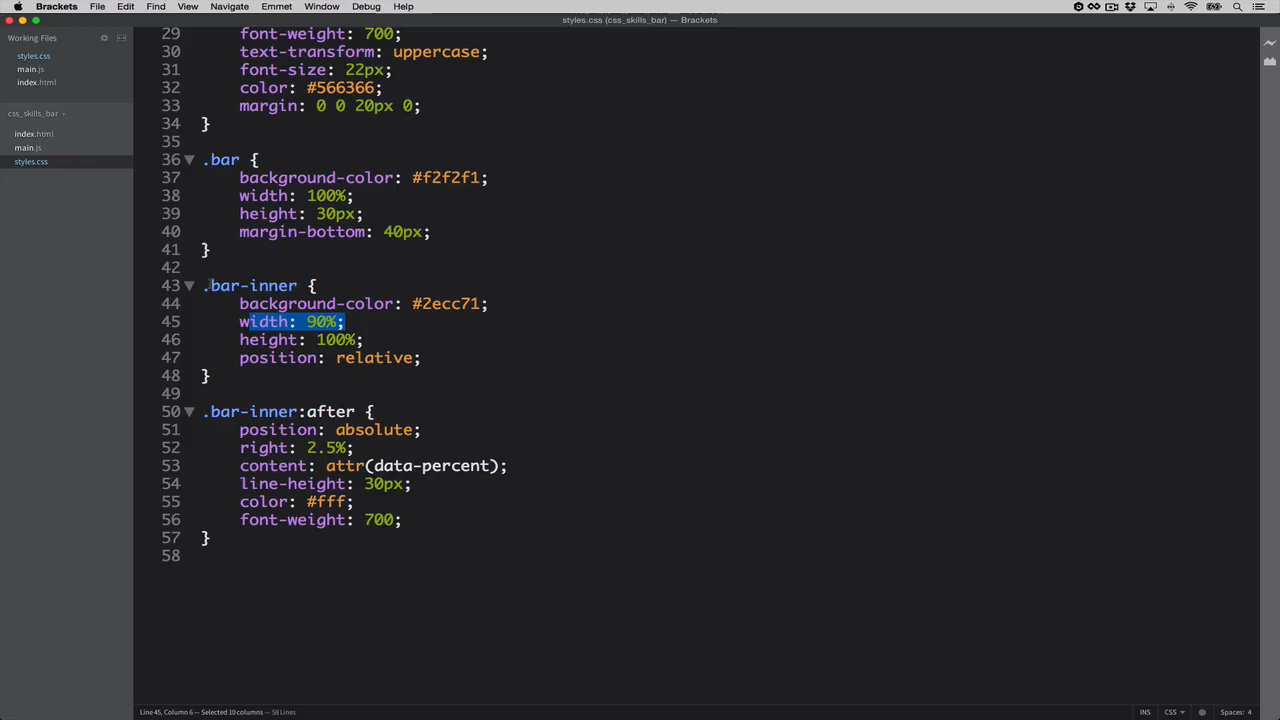 Brackets File Edit Find View Navigate Emmet Window Debug Help
styles.css (css_skills_bar) — Brackets
Working Files
styles.css
main.js
index.html
css_skills_bar
index.html
main.js
styles.css
29 font-weight: 700;
30 text-transform: uppercase;
31 font-size: 22px;
32 color: #566366;
33 margin: 0 0 20px 0;
34 }
35
36 .bar {
37 background-color: #f2f2f1;
38 width: 100%;
39 height: 30px;
40 margin-bottom: 40px;
41 }
42
43 .bar-inner {
44 background-color: #2ecc71;
45 width: 90%;
46 height: 100%;
47 position: relative;
48 }
49
50 .bar-inner:after {
51 position: absolute;
52 right: 2.5%;
53 content: attr(data-percent);
54 line-height: 30px;
55 color: #fff;
56 font-weight: 700;
57 }
58
Line 45, Column 6 — Selected 10 columns — 58 Lines
INS CSS Spaces: 4